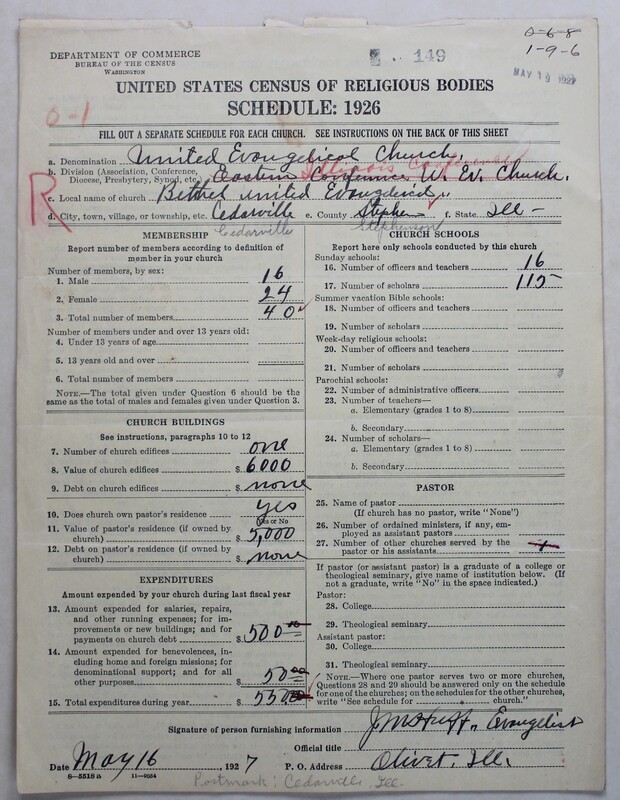 DEPARTMENT OF COMMERCE
BUREAU OF THE CENSUS
WASHINGTON
149
0-6-8
1-9-6
MAY 19 1927
UNITED STATES CENSUS OF RELIGIOUS BODIES
SCHEDULE: 1926
0-1
FILL OUT A SEPARATE SCHEDULE FOR EACH CHURCH. SEE INSTRUCTIONS ON THE BACK OF THIS SHEET
R
a. Denomination United Evangelical Church,
Illinois Conference
b. Division (Association, Conference, Diocese, Presbytery, Synod, etc.) Eastern Conference U. Ev. Church.
c. Local name of church Bethel United Evangelical "
d. City, town, village, or township, etc. Cedarville e. County Stephen f. State Ill -
Cedarville Stephenson
MEMBERSHIP
Report number of members according to definition of
member in your church
Number of members, by sex:
1. Male 16
2. Female 24
3. Total number of members 40
Number of members under and over 13 years old:
4. Under 13 years of age
5. 13 years old and over
6. Total number of members
NOTE.—The total given under Question 6 should be
the same as the total of males and females given under Question 3.
CHURCH BUILDINGS
See instructions, paragraphs 10 to 12
7. Number of church edifices one
8. Value of church edifices $ 6000
9. Debt on church edifices $ none
10. Does church own pastor's residence yes
(Yes or No
11. Value of pastor's residence (if owned by
church) $ 5,000
12. Debt on pastor's residence (if owned by
church) $ none
EXPENDITURES
Amount expended by your church during last fiscal year
13. Amount expended for salaries, repairs,
and other running expenses; for im-
provements or new buildings; and for
payments on church debt $ 500 00
14. Amount expended for benevolences,
including home and foreign missions; for
denominational support; and for all
other purposes $ 50 00
15. Total expenditures during year $ 550 00
CHURCH SCHOOLS
Report here only schools conducted by this church
Sunday schools:
16. Number of officers and teachers 16
17. Number of scholars 115
Summer vacation Bible schools:
18. Number of officers and teachers
19. Number of scholars
Week-day religious schools:
20. Number of officers and teachers
21. Number of scholars
Parochial schools:
22. Number of administrative officers
23. Number of teachers—
a. Elementary (grades 1 to 8)
b. Secondary
24. Number of scholars—
a. Elementary (grades 1 to 8)
b. Secondary
PASTOR
25. Name of pastor
(If church has no pastor, write "None")
26. Number of ordained ministers, if any, em-
ployed as assistant pastors
27. Number of other churches served by the
pastor or his assistants
If pastor (or assistant pastor) is a graduate of a college or
theological seminary, give name of institution below. (If
not a graduate, write "No" in the space indicated.)
Pastor:
28. College
29. Theological seminary
Assistant pastor:
30. College
31. Theological seminary
NOTE.—Where one pastor serves two or more churches,
Questions 28 and 29 should be answered only on the schedule
for one of the churches; on the schedules for the other churches,
write "See schedule for church."
Signature of person furnishing information Evangelist
Official title
Date May 16 1927 P. O. Address Olivet, Ill.
8-5518 a 11-9264
Postmark: Cedarville, Ill.